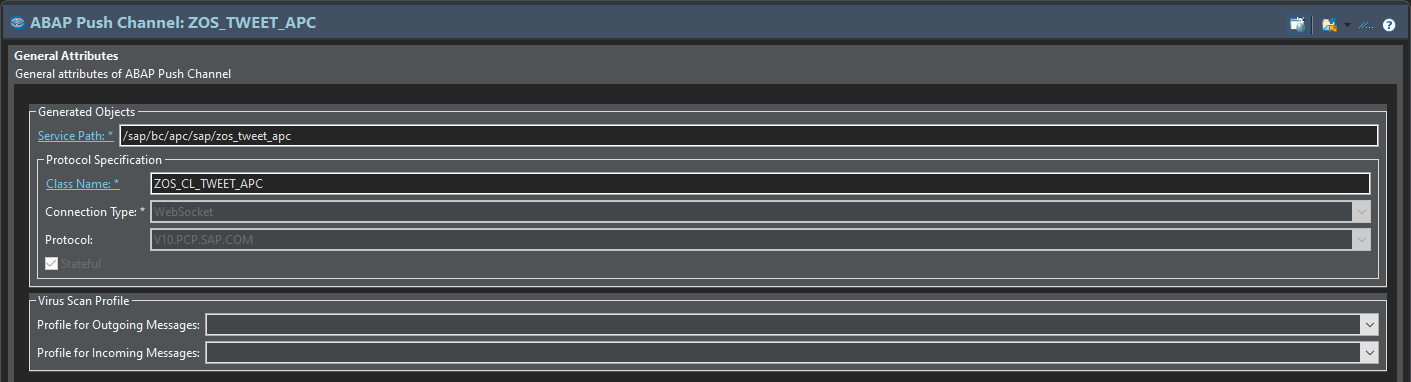 ABAP Push Channel: ZOS_TWEET_APC
General Attributes
General attributes of ABAP Push Channel
Generated Objects
Service Path: * /sap/bc/apc/sap/zos_tweet_apc
Protocol Specification
Class Name: * ZOS_CL_TWEET_APC
Connection Type: * WebSocket
Protocol: V10.PCP.SAP.COM
Stateful
Virus Scan Profile
Profile for Outgoing Messages:
Profile for Incoming Messages: